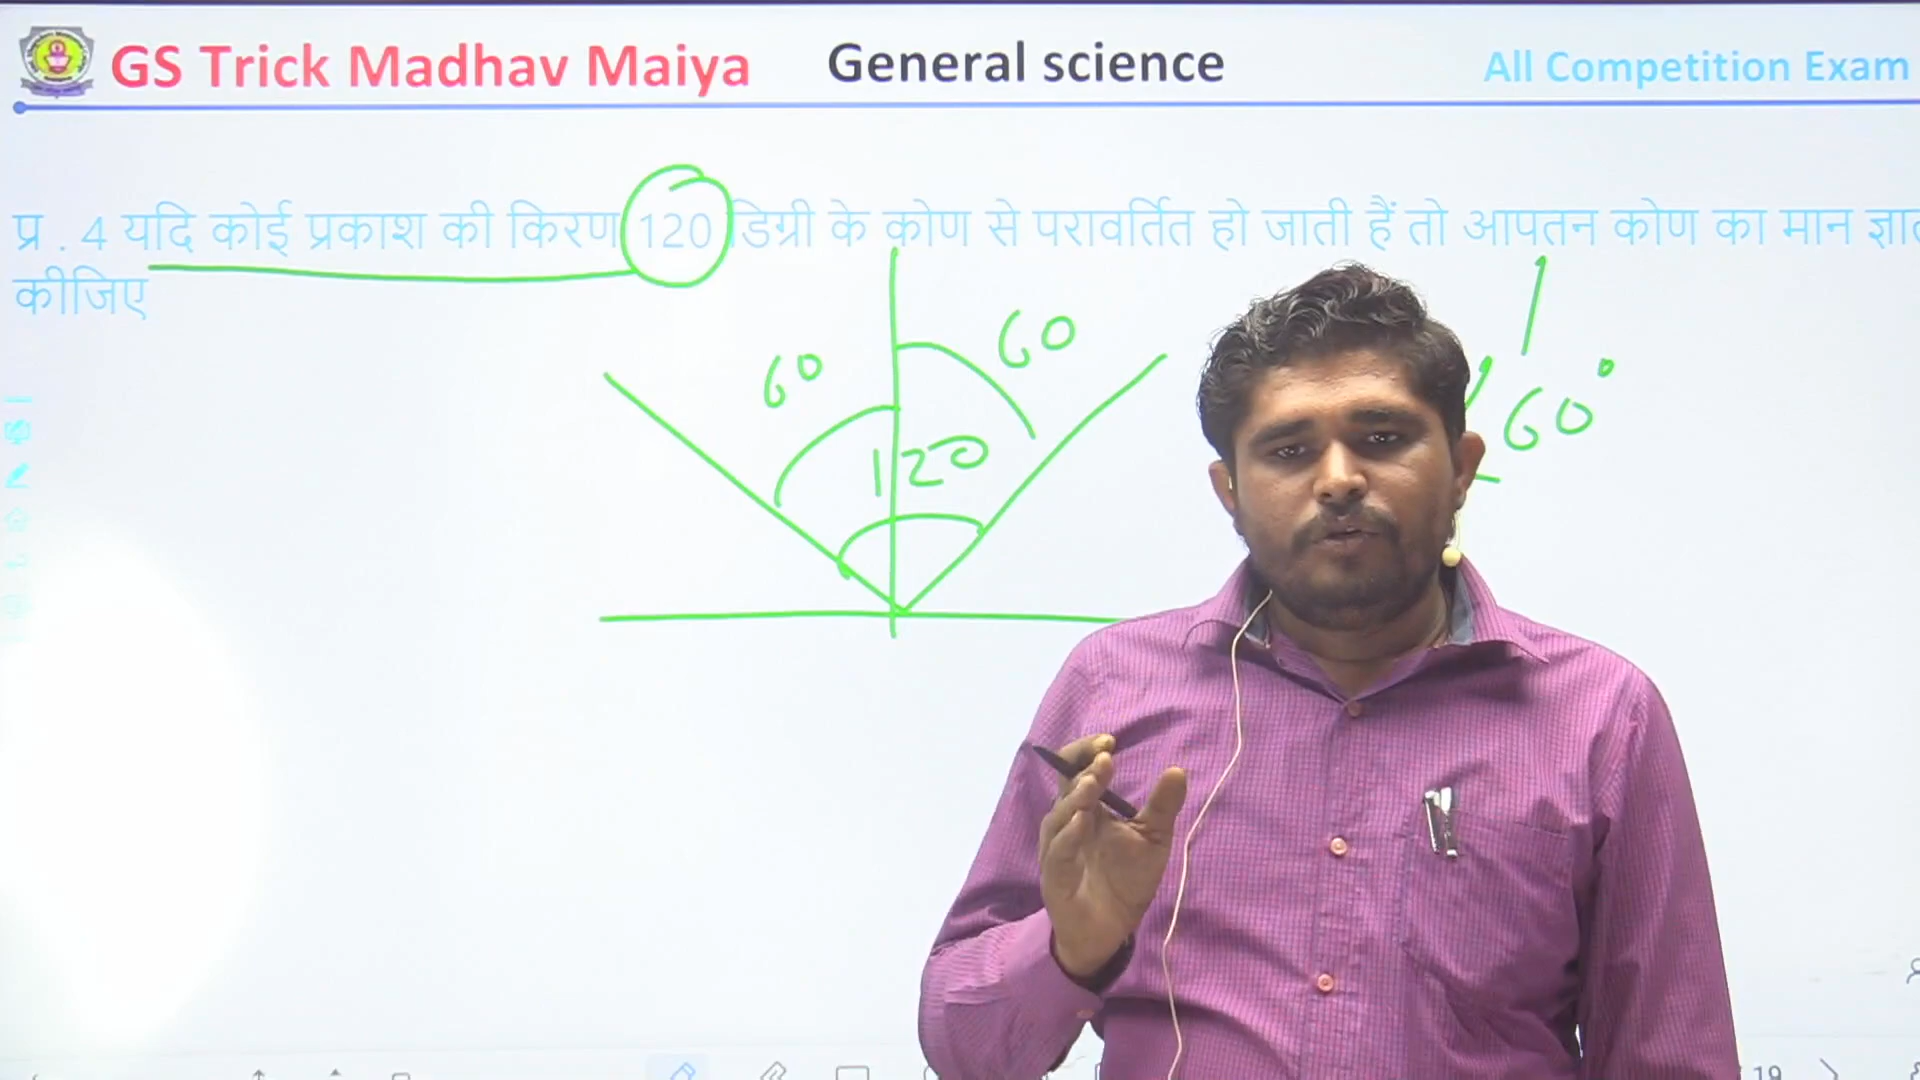 GS Trick Madhav Maiya
General science
All Competition Exam
प्र . 4 यदि कोई प्रकाश की किरण 120 डिग्री के कोण से परावर्तित हो जाती हैं तो आपतन कोण का मान
कीजिए
60
60
120
60°
19